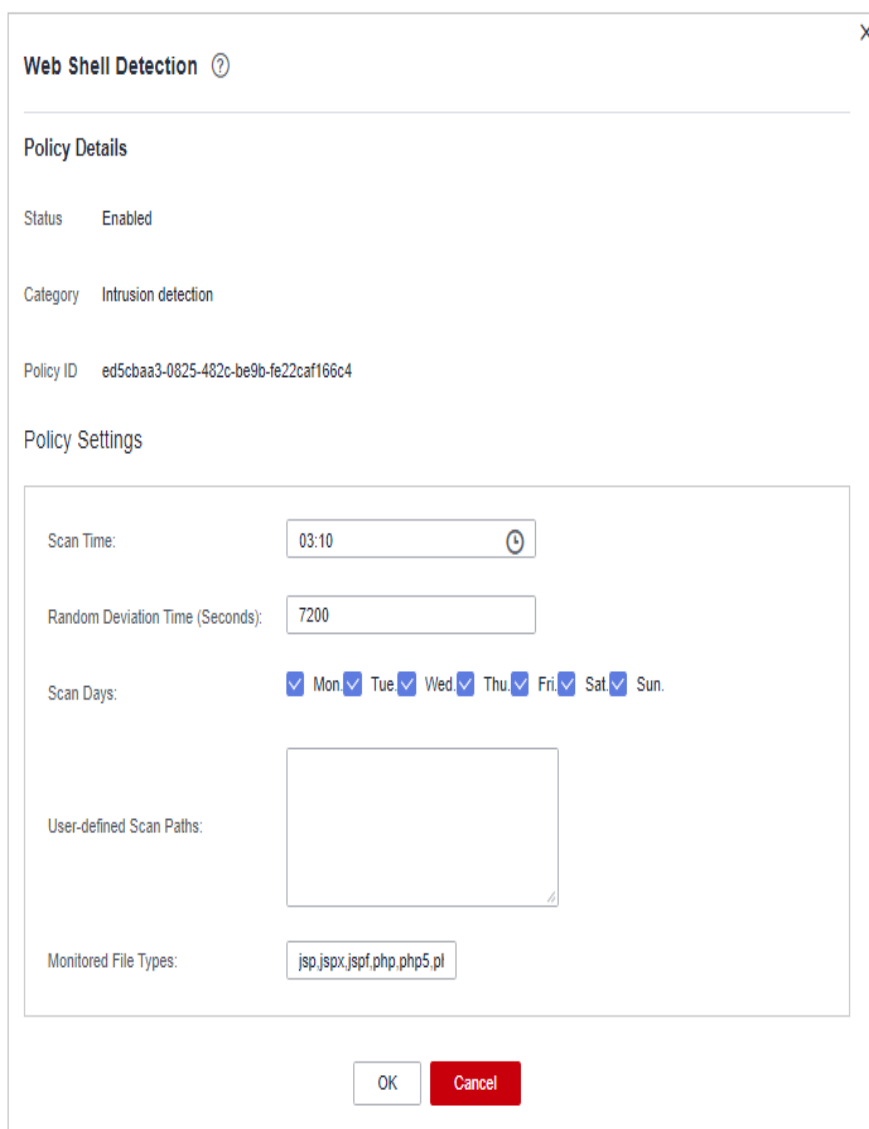 Web Shell Detection ?
Policy Details
Status Enabled
Category Intrusion detection
Policy ID ed5cbaa3-0825-482c-be9b-fe22caf166c4
Policy Settings
Scan Time: 03:10
Random Deviation Time (Seconds): 7200
Scan Days: Mon. Tue. Wed. Thu. Fri. Sat. Sun.
User-defined Scan Paths:
Monitored File Types: jsp,jspx,jspf,php,php5,
OK Cancel